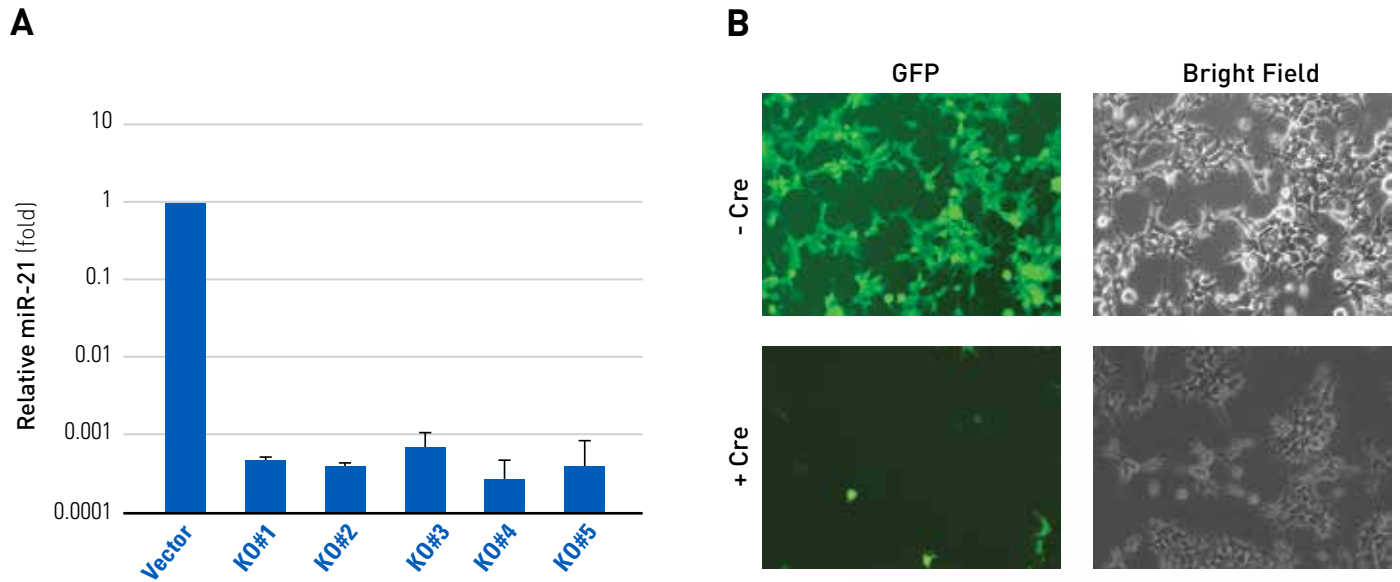 A
Relative miR-21 (fold)
10
1
0.1
0.01
0.001
0.0001
Vector
KO#1
KO#2
KO#3
KO#4
KO#5
B
GFP
Bright Field
- Cre
+ Cre